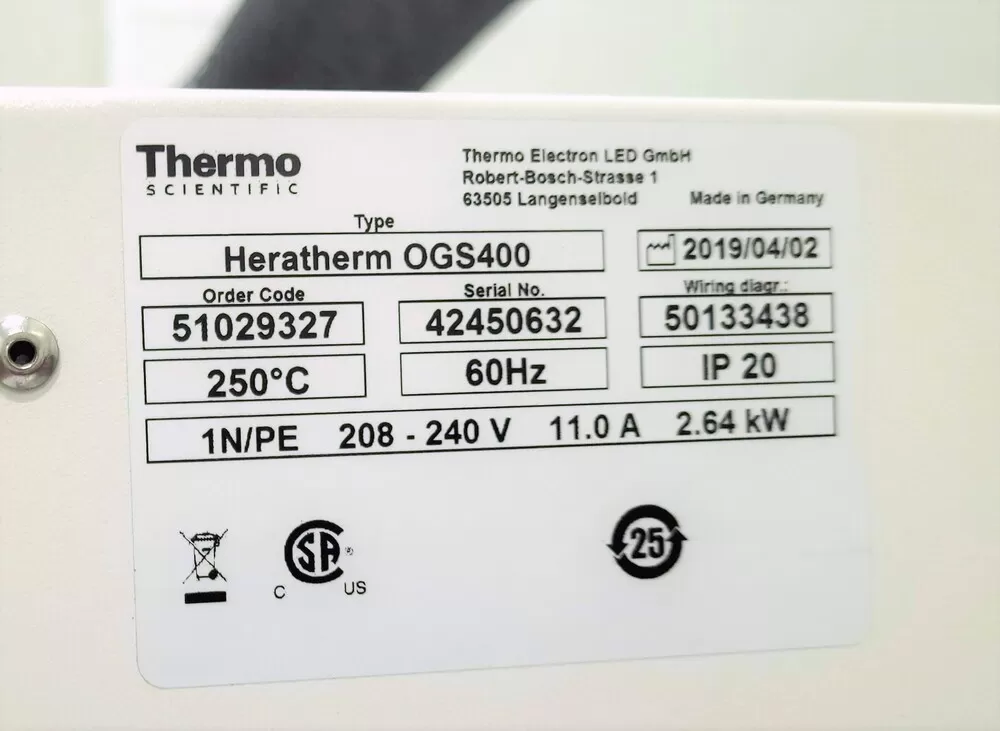 Thermo
SCIENTIFIC
Thermo Electron LED GmbH
Robert-Bosch-Strasse 1
63505 Langenselbold
Made in Germany
Type
Heratherm OGS400
2019/04/02
Order Code
Serial No.
Wiring diagr.:
51029327
42450632
50133438
250°C
60Hz
IP 20
1N/PE 208 - 240 V 11.0 A 2.64 kW
SA ®
C US
25